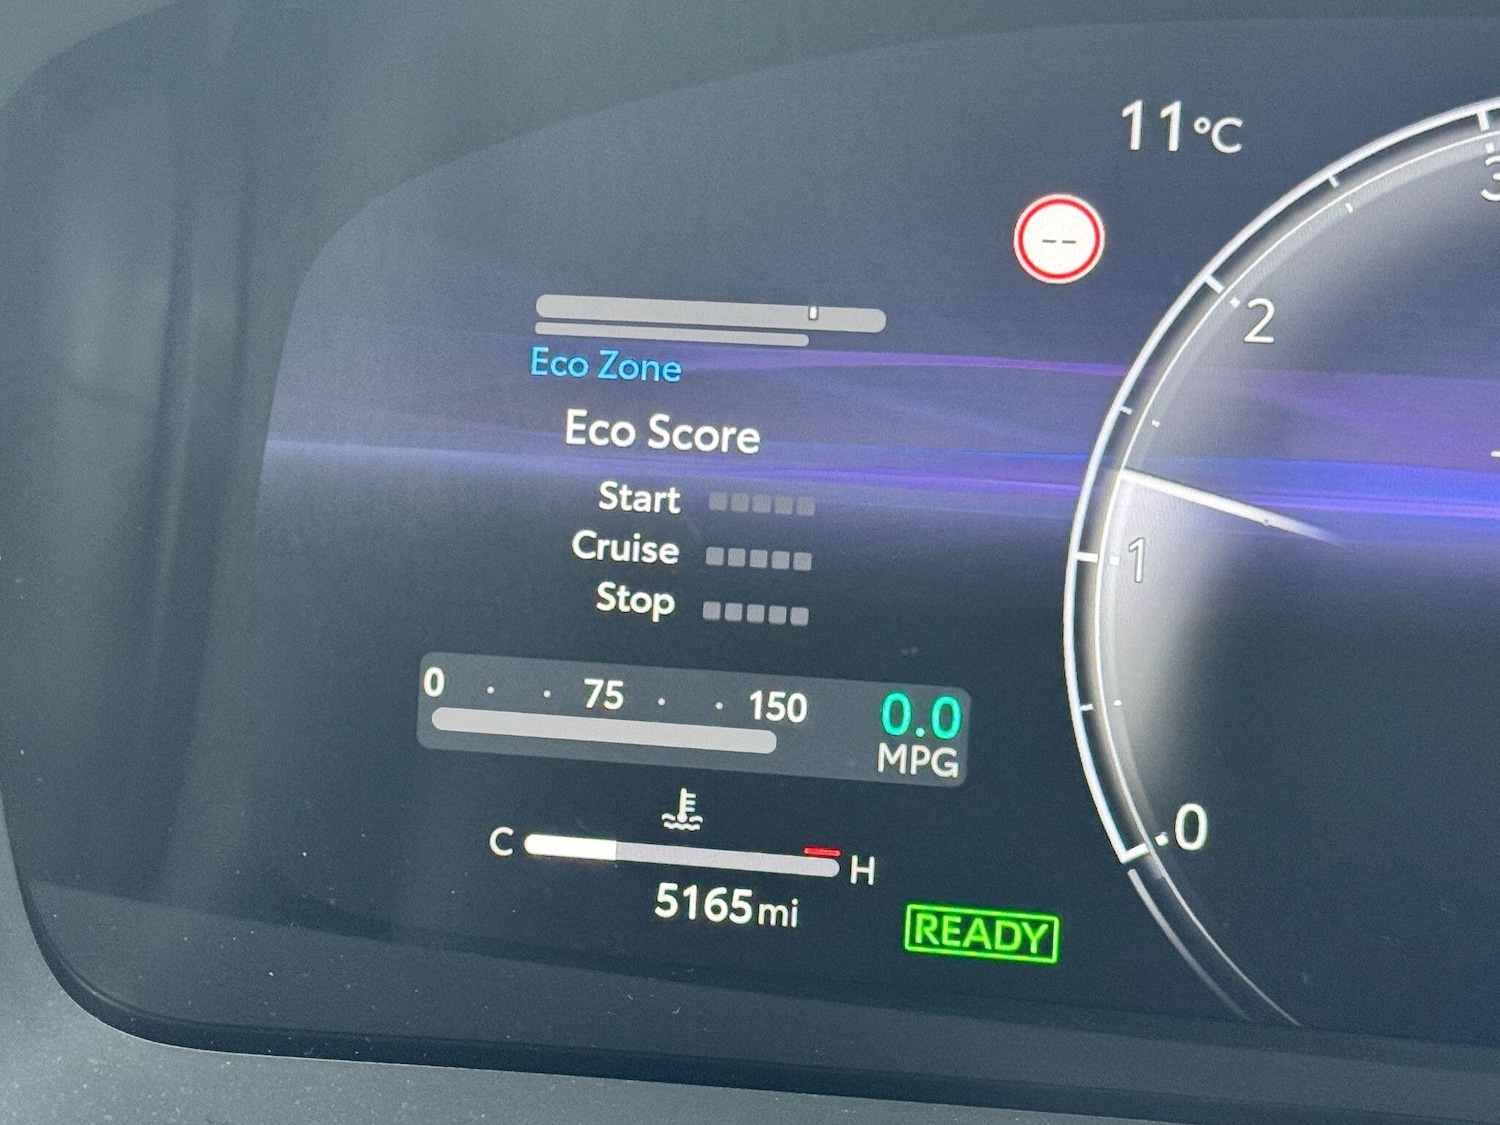 11°C
--
3
2
Eco Zone
Eco Score
Start
Cruise
1
Stop
0 · · 75 · · 150 0.0
MPG
0
C H
5165mi
READY